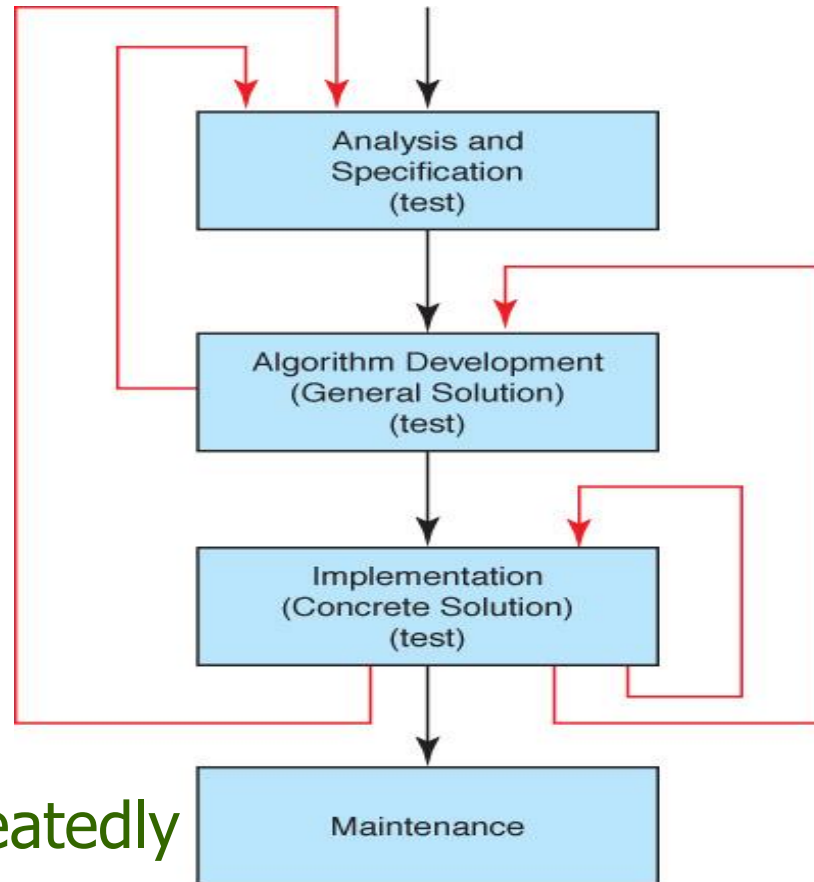 Analysis and
Specification
(test)
Algorithm Development
(General Solution)
(test)
Implementation
(Concrete Solution)
(test)
eatedly
Maintenance